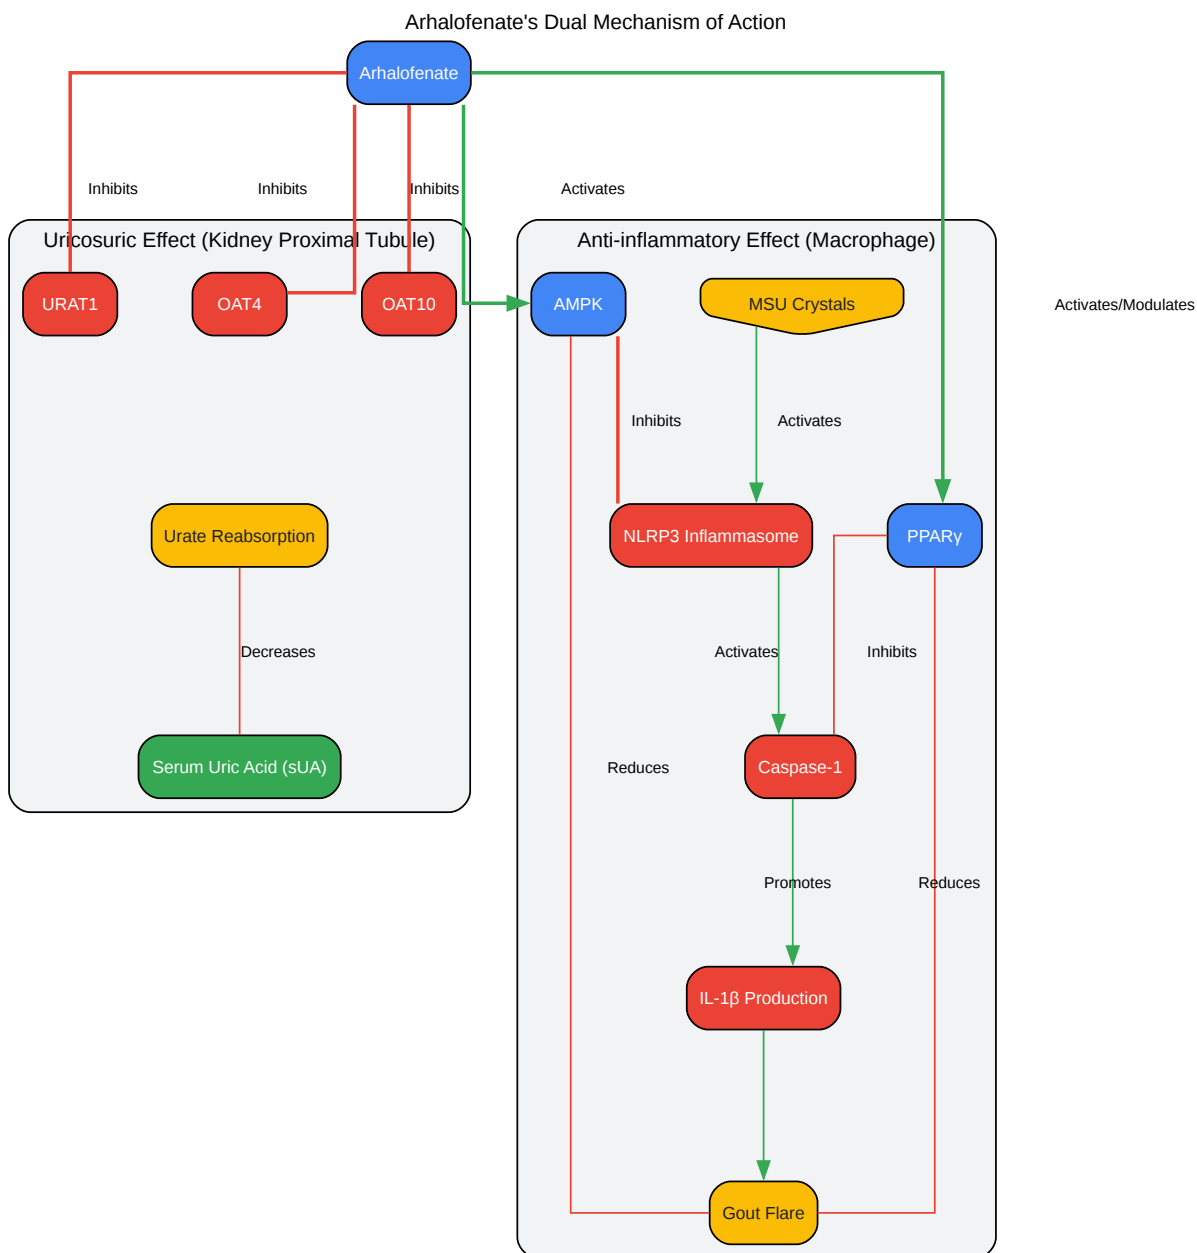 Arhalofenate's Dual Mechanism of Action
Arhalofenate
Inhibits
Inhibits
Inhibits
Activates
Uricosuric Effect (Kidney Proximal Tubule)
Anti-inflammatory Effect (Macrophage)
URAT1
OAT4
OAT10
AMPK
MSU Crystals
Activates/Modulates
Inhibits
Activates
Urate Reabsorption
NLRP3 Inflammasome
PPARγ
Decreases
Activates
Inhibits
Serum Uric Acid (sUA)
Reduces
Caspase-1
Promotes
Reduces
IL-1β Production
Gout Flare